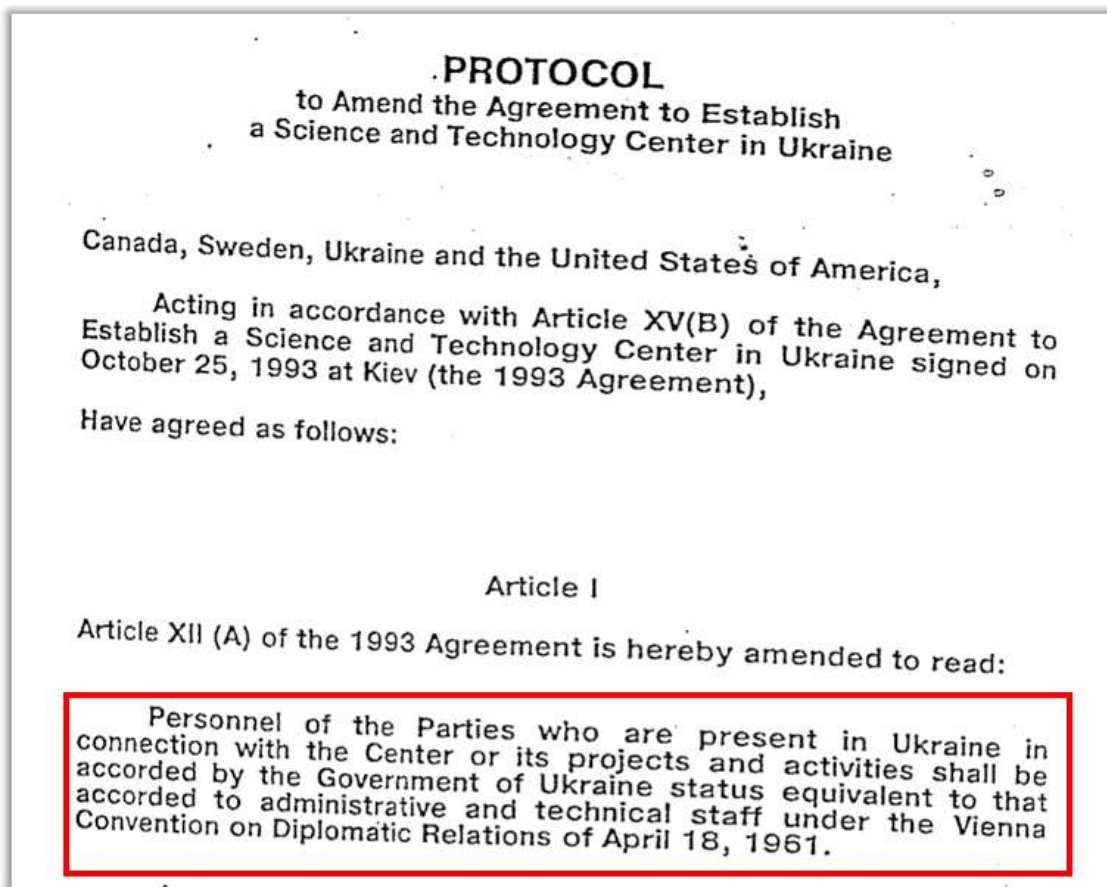 PROTOCOL
to Amend the Agreement to Establish
a Science and Technology Center in Ukraine
Canada, Sweden, Ukraine and the United States of America,
Acting in accordance with Article XV(B) of the Agreement to
Establish a Science and Technology Center in Ukraine signed on
October 25, 1993 at Kiev (the 1993 Agreement),
Have agreed as follows:
Article I
Article XII (A) of the 1993 Agreement is hereby amended to read:
Personnel of the Parties who are present in Ukraine in
connection with the Center or its projects and activities shall be
accorded by the Government of Ukraine status equivalent to that
accorded to administrative and technical staff under the Vienna
Convention on Diplomatic Relations of April 18, 1961.